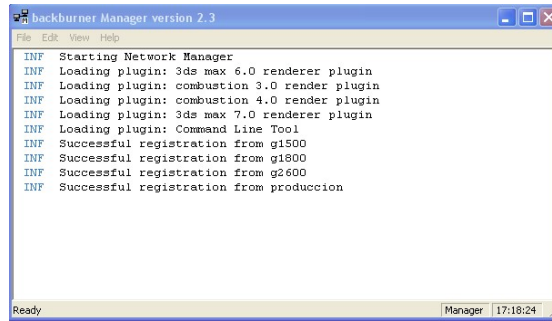 backburner Manager version 2.3
File Edit View Help
INF Starting Network Manager
INF Loading plugin: 3ds max 6.0 renderer plugin
INF Loading plugin: combustion 3.0 render plugin
INF Loading plugin: combustion 4.0 render plugin
INF Loading plugin: 3ds max 7.0 renderer plugin
INF Loading plugin: Command Line Tool
INF Successful registration from g1500
INF Successful registration from g1800
INF Successful registration from g2600
INF Successful registration from produccion
Ready Manager 17:18:24